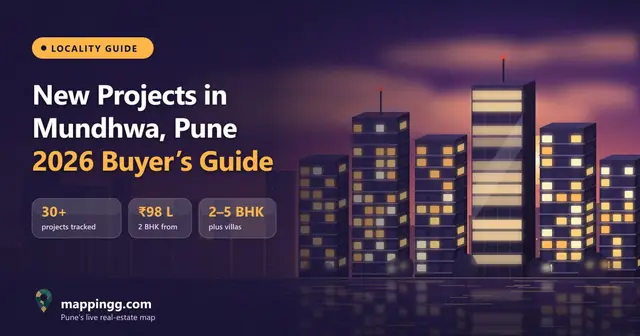 LOCALITY GUIDE
New Projects in
Mundhwa, Pune
2026 Buyer’s Guide
30+
projects tracked
₹98 L
2 BHK from
2–5 BHK
plus villas
mappingg.com
Pune's live real-estate map